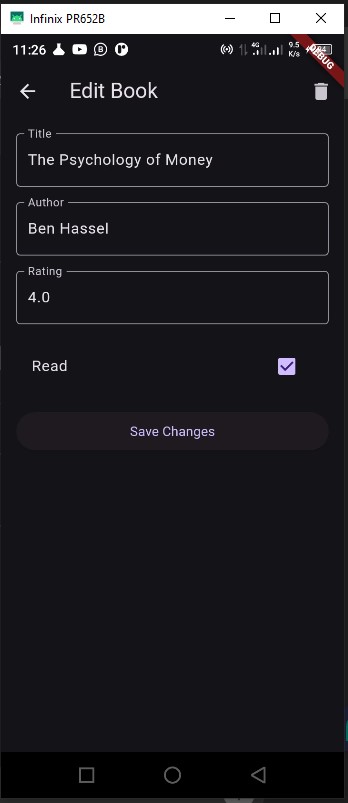 Infinix PR652B
11:26
4G
9.5
K/s
DEBUG
Edit Book
Title
The Psychology of Money
Author
Ben Hassel
Rating
4.0
Read
Save Changes